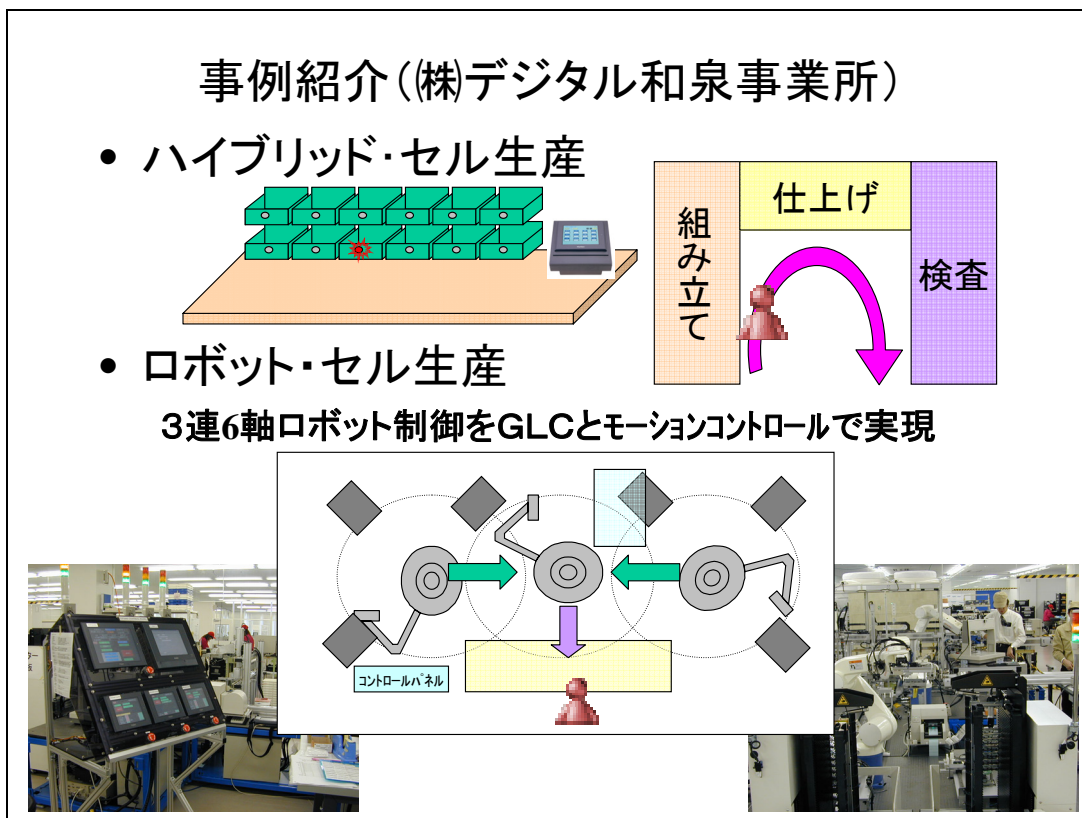 事例紹介(㈱デジタル和泉事業所)
• ハイブリッド・セル生産
組み立て
仕上げ
検査
• ロボット・セル生産
3連6軸ロボット制御をGLCとモーションコントロールで実現
コントロールパネル